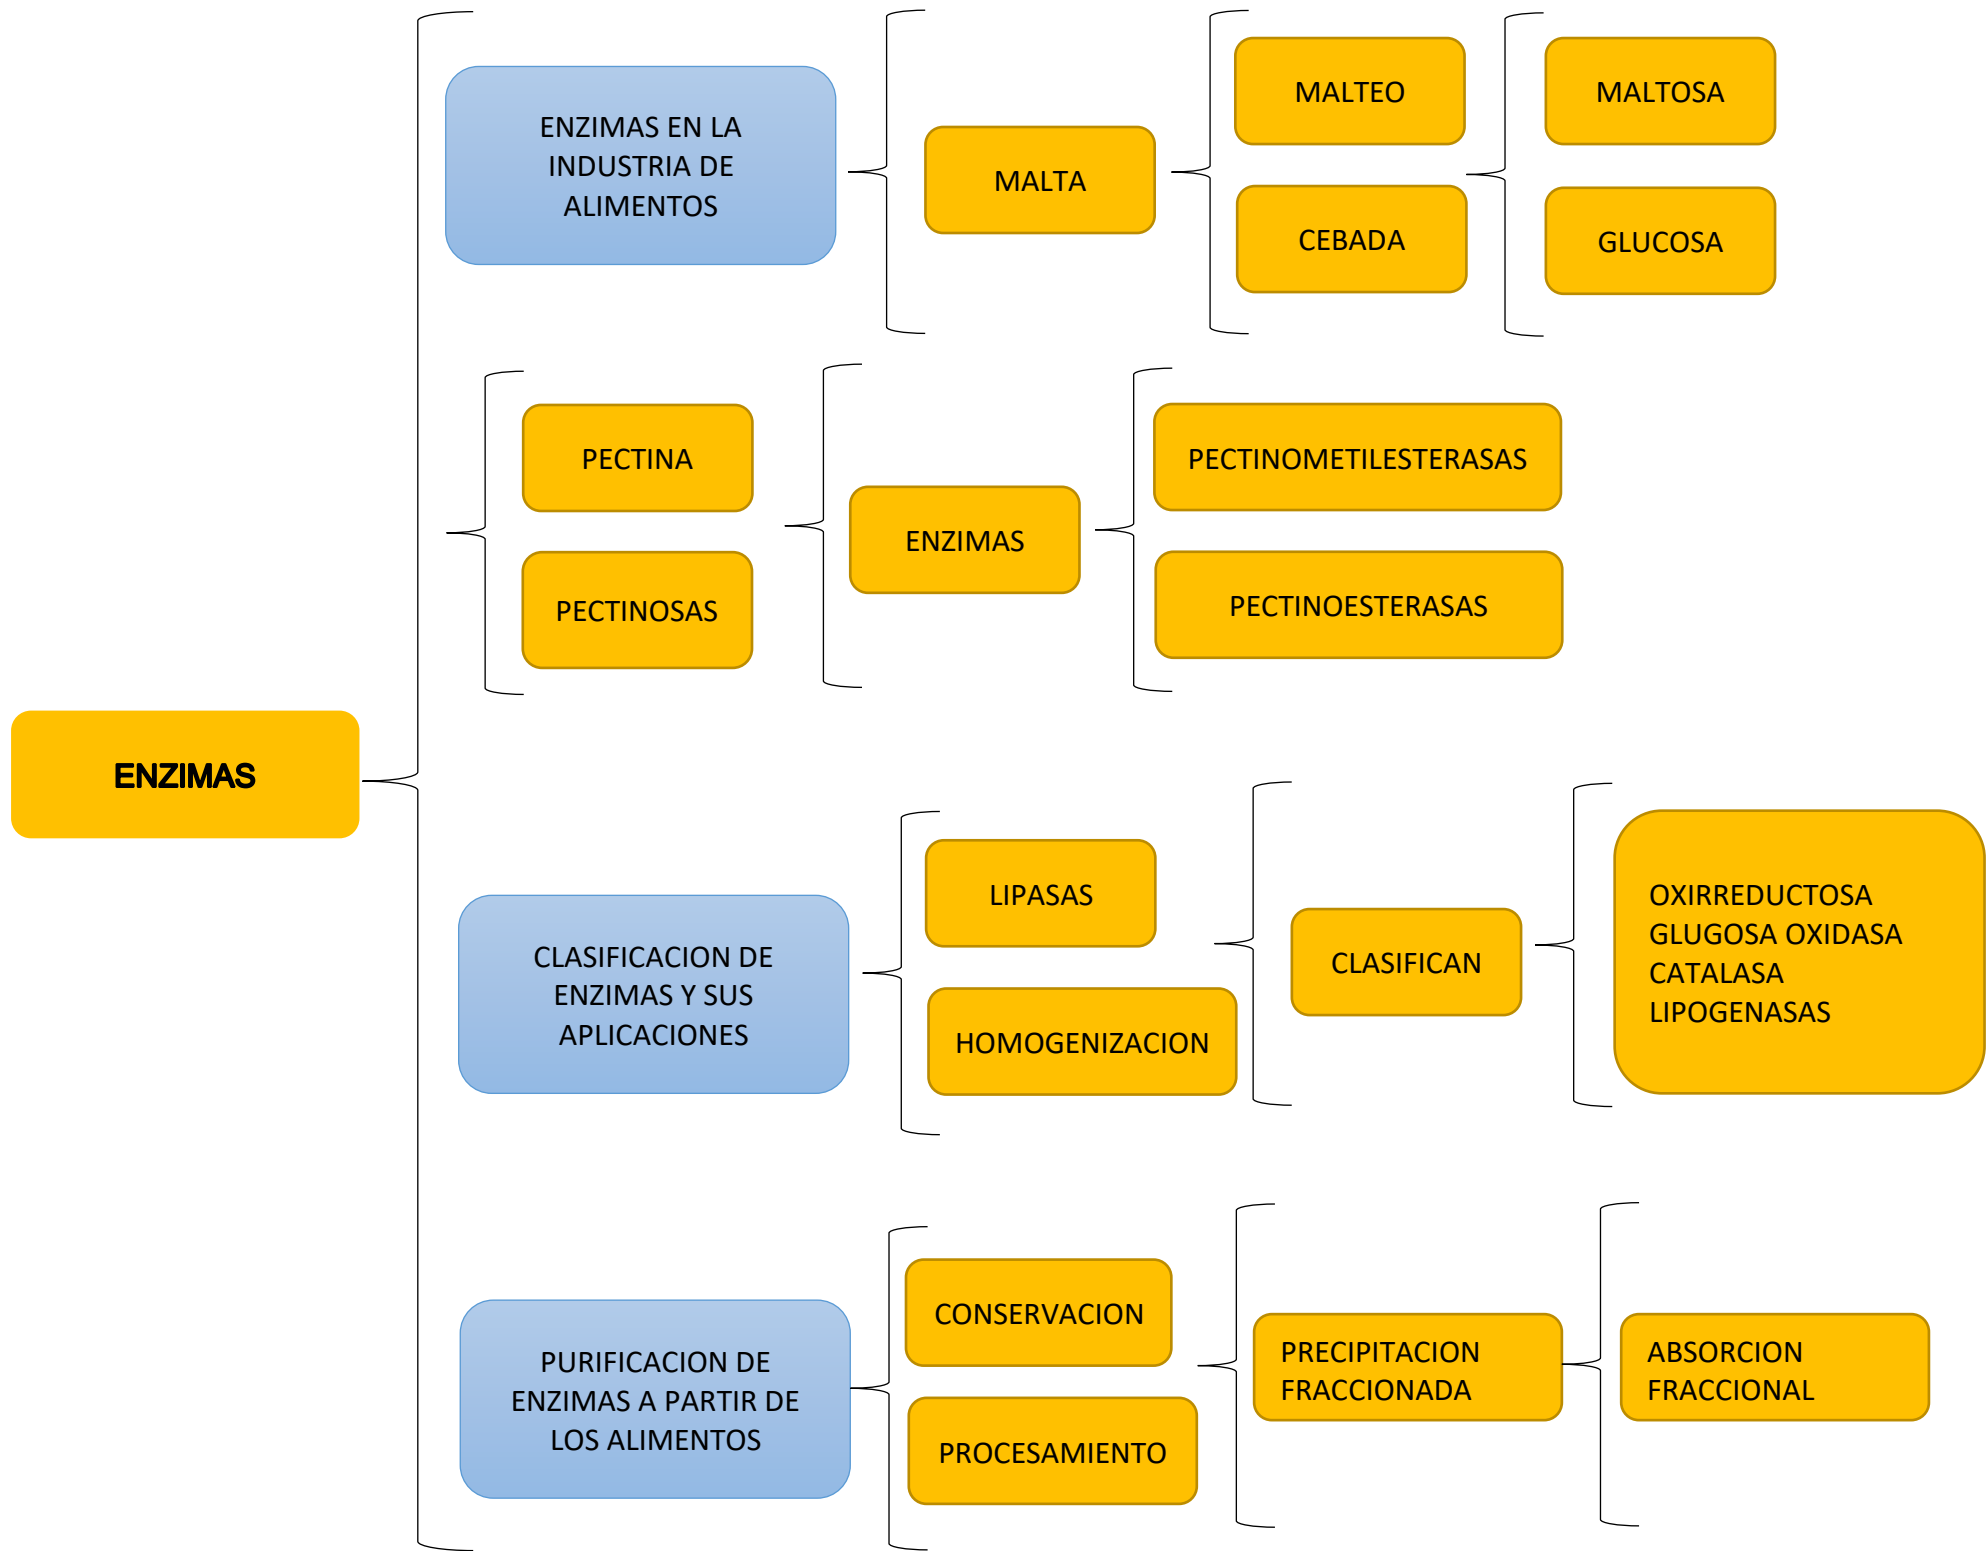 ENZIMAS
ENZIMAS EN LA
INDUSTRIA DE
ALIMENTOS
MALTA
MALTEO
CEBADA
MALTOSA
GLUCOSA
PECTINA
PECTINOSAS
ENZIMAS
PECTINOMETILESTERASAS
PECTINOESTERASAS
CLASIFICACION DE
ENZIMAS Y SUS
APLICACIONES
LIPASAS
HOMOGENIZACION
CLASIFICAN
OXIRREDUCTOSA
GLUGOSA OXIDASA
CATALASA
LIPOGENASAS
PURIFICACION DE
ENZIMAS A PARTIR DE
LOS ALIMENTOS
CONSERVACION
PROCESAMIENTO
PRECIPITACION
FRACCIONADA
ABSORCION
FRACCIONAL